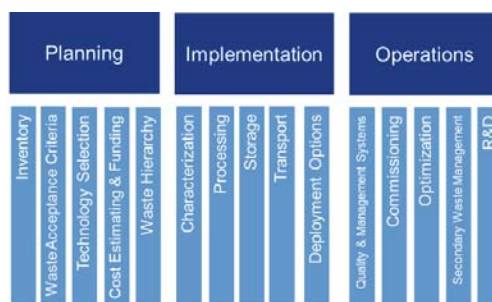 Planning
Implementation
Operations
Inventory
Waste Acceptance Criteria
Technology Selection
Cost Estimating & Funding
Waste Hierarchy
Characterization
Processing
Storage
Transport
Deployment Options
Quality & Management Systems
Commissioning
Optimization
Secondary Waste Management
R&D